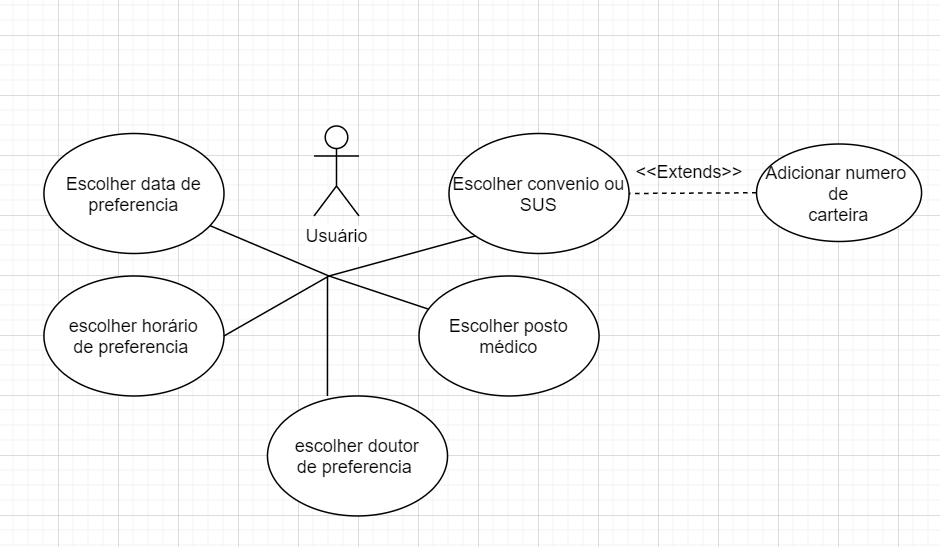 Escolher data de
preferencia
Usuário
Escolher convenio ou
SUS
<<Extends>>
Adicionar numero
de
carteira
escolher horário
de preferencia
Escolher posto
médico
escolher doutor
de preferencia